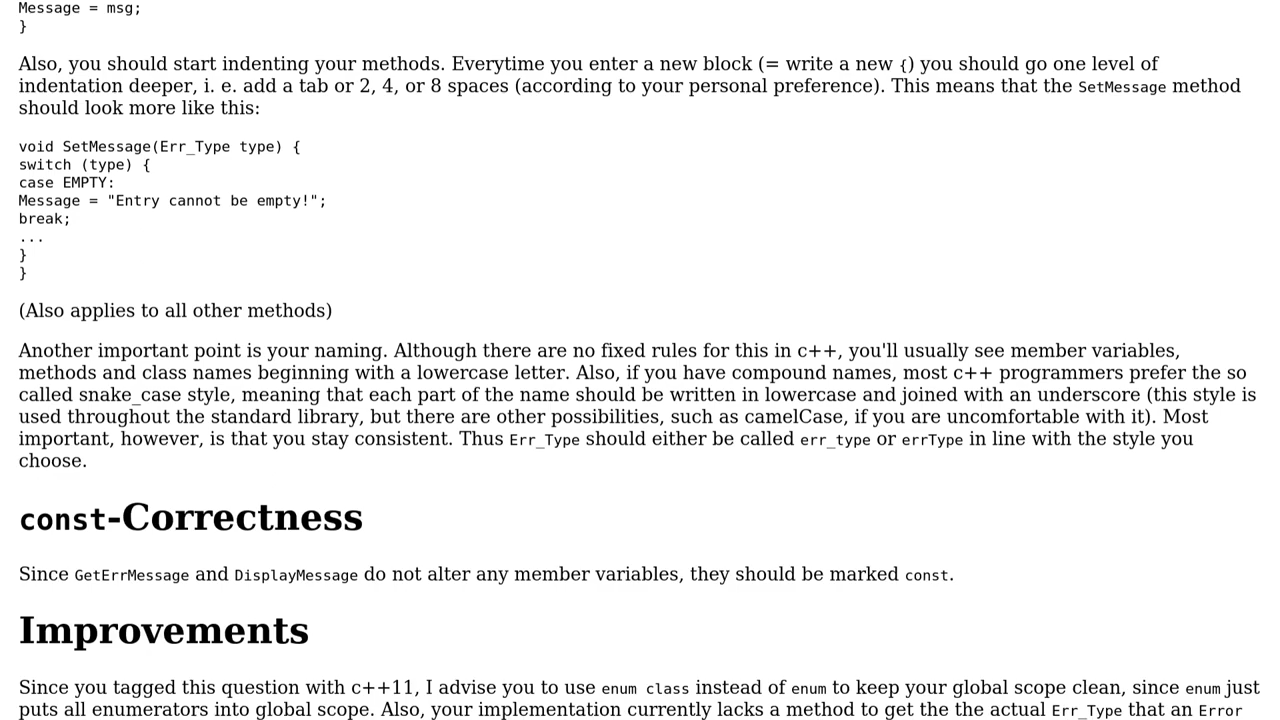 Message = msg;
}
Also, you should start indenting your methods. Everytime you enter a new block (= write a new {) you should go one level of
indentation deeper, i. e. add a tab or 2, 4, or 8 spaces (according to your personal preference). This means that the SetMessage method
should look more like this:
void SetMessage(Err_Type type) {
switch (type) {
case EMPTY:
Message = "Entry cannot be empty!";
break;
...
}
}
(Also applies to all other methods)
Another important point is your naming. Although there are no fixed rules for this in c++, you'll usually see member variables,
methods and class names beginning with a lowercase letter. Also, if you have compound names, most c++ programmers prefer the so
called snake_case style, meaning that each part of the name should be written in lowercase and joined with an underscore (this style is
used throughout the standard library, but there are other possibilities, such as camelCase, if you are uncomfortable with it). Most
important, however, is that you stay consistent. Thus Err_Type should either be called err_type or errType in line with the style you
choose.
const-Correctness
Since GetErrMessage and DisplayMessage do not alter any member variables, they should be marked const.
Improvements
Since you tagged this question with c++11, I advise you to use enum class instead of enum to keep your global scope clean, since enum just
puts all enumerators into global scope. Also, your implementation currently lacks a method to get the the actual Err_Type that an Error